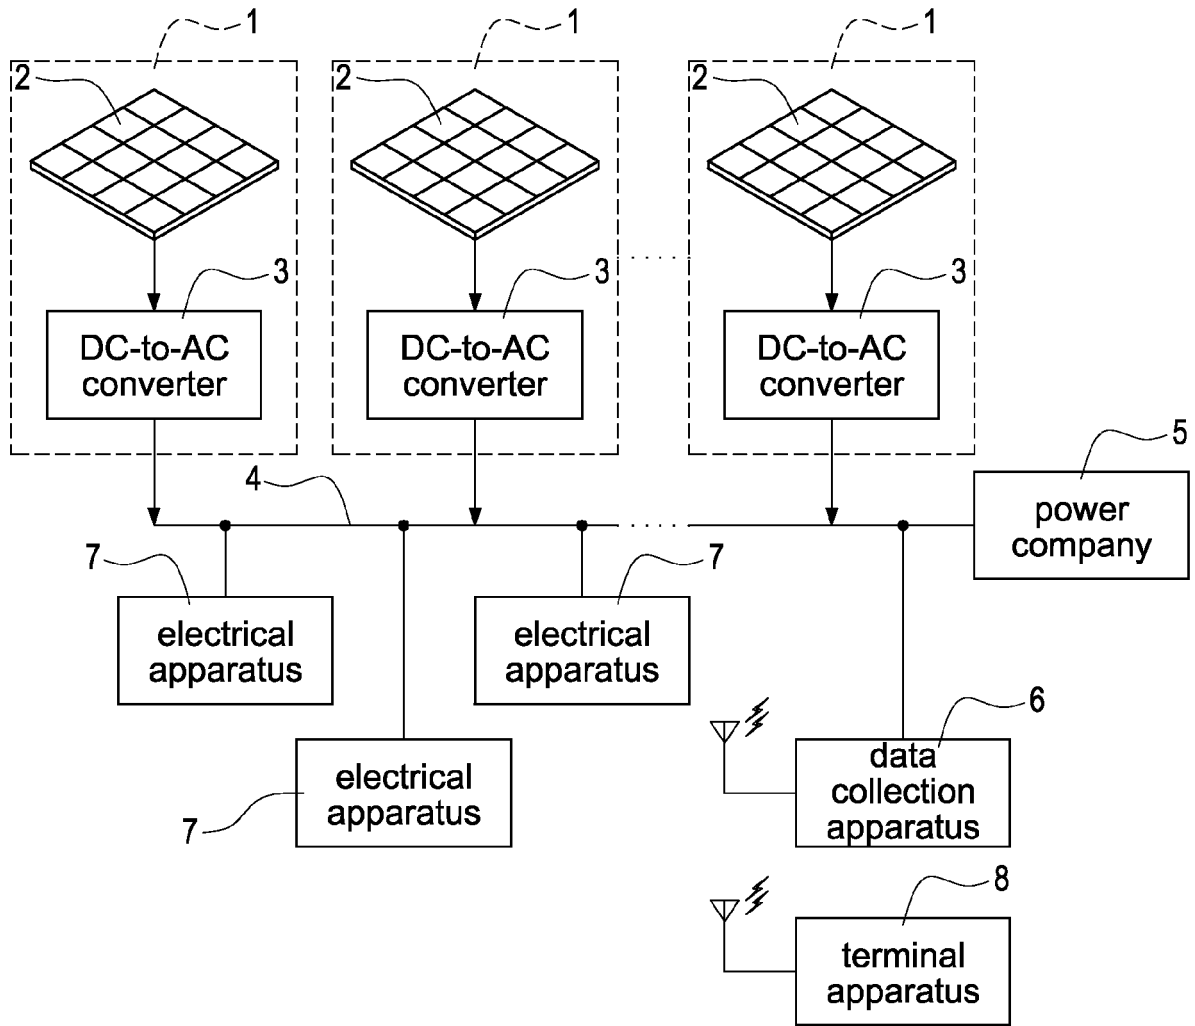 1
1
1
2
2
2
3
3
3
DC-to-AC
converter
DC-to-AC
converter
DC-to-AC
converter
4
5
power
company
7
7
electrical
apparatus
electrical
apparatus
6
electrical
apparatus
7
data
collection
apparatus
8
terminal
apparatus